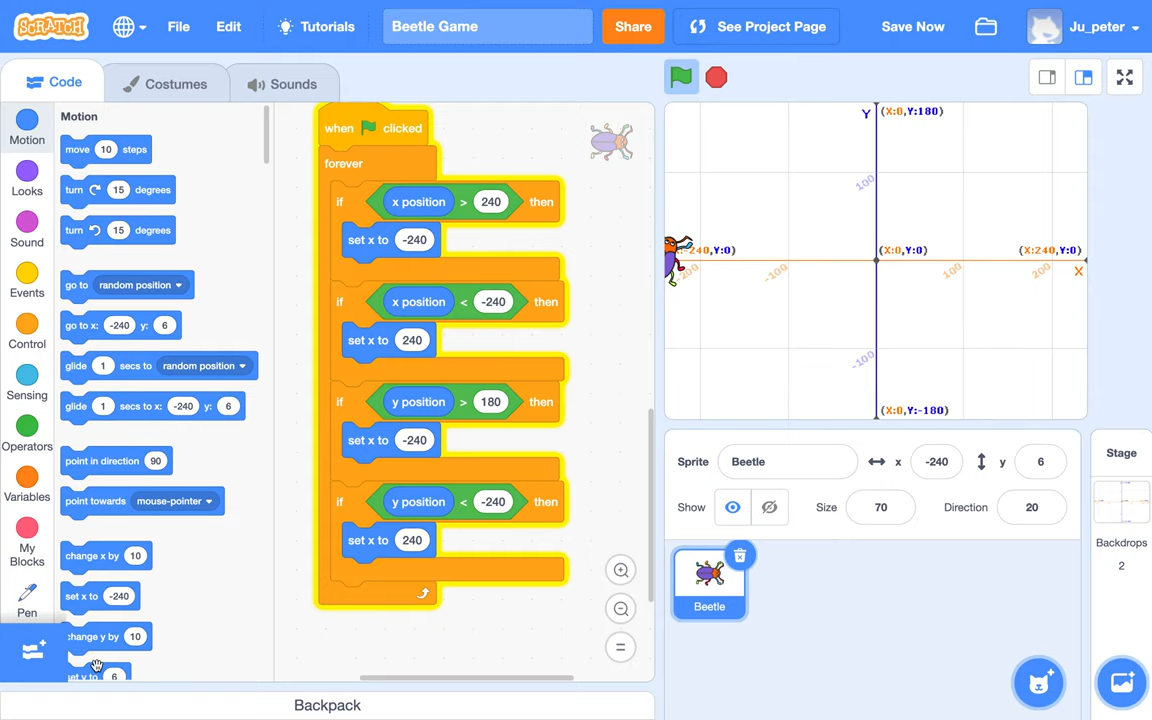 SCRATCH File Edit Tutorials Beetle Game Share See Project Page Save Now Ju_peter
Code Costumes Sounds
Motion
Looks
Sound
Events
Control
Sensing
Operators
Variables
My
Blocks
Pen
Motion
move 10 steps
turn 15 degrees
turn 15 degrees
go to random position
go to x: -240 y: 6
glide 1 secs to random position
glide 1 secs to x: -240 y: 6
point in direction 90
point towards mouse-pointer
change x by 10
set x to -240
change y by 10
set y to 6
when clicked
forever
if x position > 240 then
set x to -240
if x position < -240 then
set x to 240
if y position > 180 then
set x to -240
if y position < -240 then
set x to 240
Backpack
Y (X:0,Y:180)
100
-240,Y:0) (X:0,Y:0) (X:240,Y:0)
-200 -100 100 200 X
-100
(X:0,Y:-180)
Sprite Beetle x -240 y 6
Show Size 70 Direction 20
Beetle
Stage
Backdrops
2